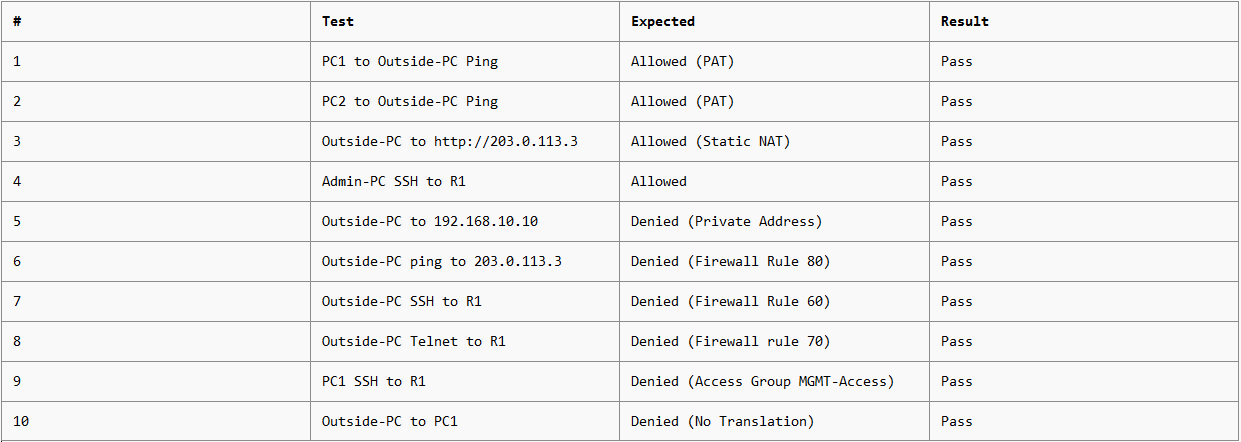 # Test Expected Result
1 PC1 to Outside-PC Ping Allowed (PAT) Pass
2 PC2 to Outside-PC Ping Allowed (PAT) Pass
3 Outside-PC to http://203.0.113.3 Allowed (Static NAT) Pass
4 Admin-PC SSH to R1 Allowed Pass
5 Outside-PC to 192.168.10.10 Denied (Private Address) Pass
6 Outside-PC ping to 203.0.113.3 Denied (Firewall Rule 80) Pass
7 Outside-PC SSH to R1 Denied (Firewall Rule 60) Pass
8 Outside-PC Telnet to R1 Denied (Firewall rule 70) Pass
9 PC1 SSH to R1 Denied (Access Group MGMT-Access) Pass
10 Outside-PC to PC1 Denied (No Translation) Pass